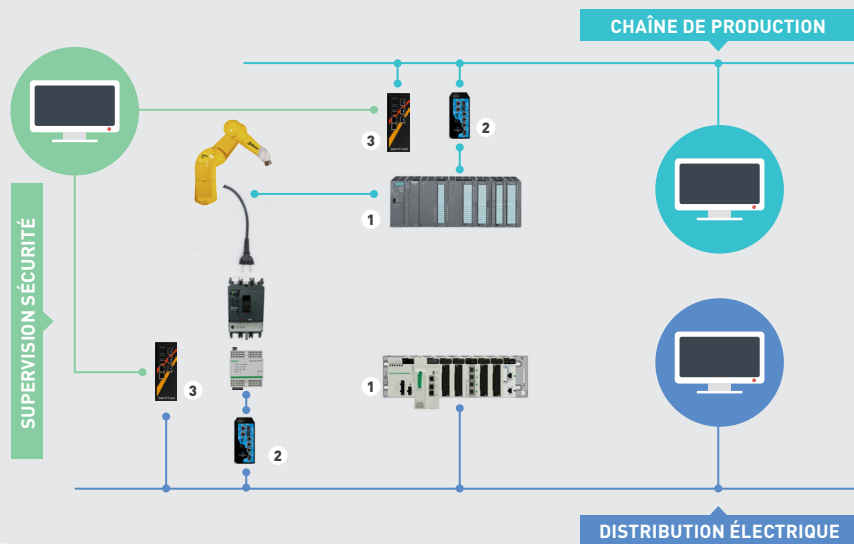 CHAÎNE DE PRODUCTION
3
2
1
SUPERVISION SÉCURITÉ
3
1
2
DISTRIBUTION ÉLECTRIQUE